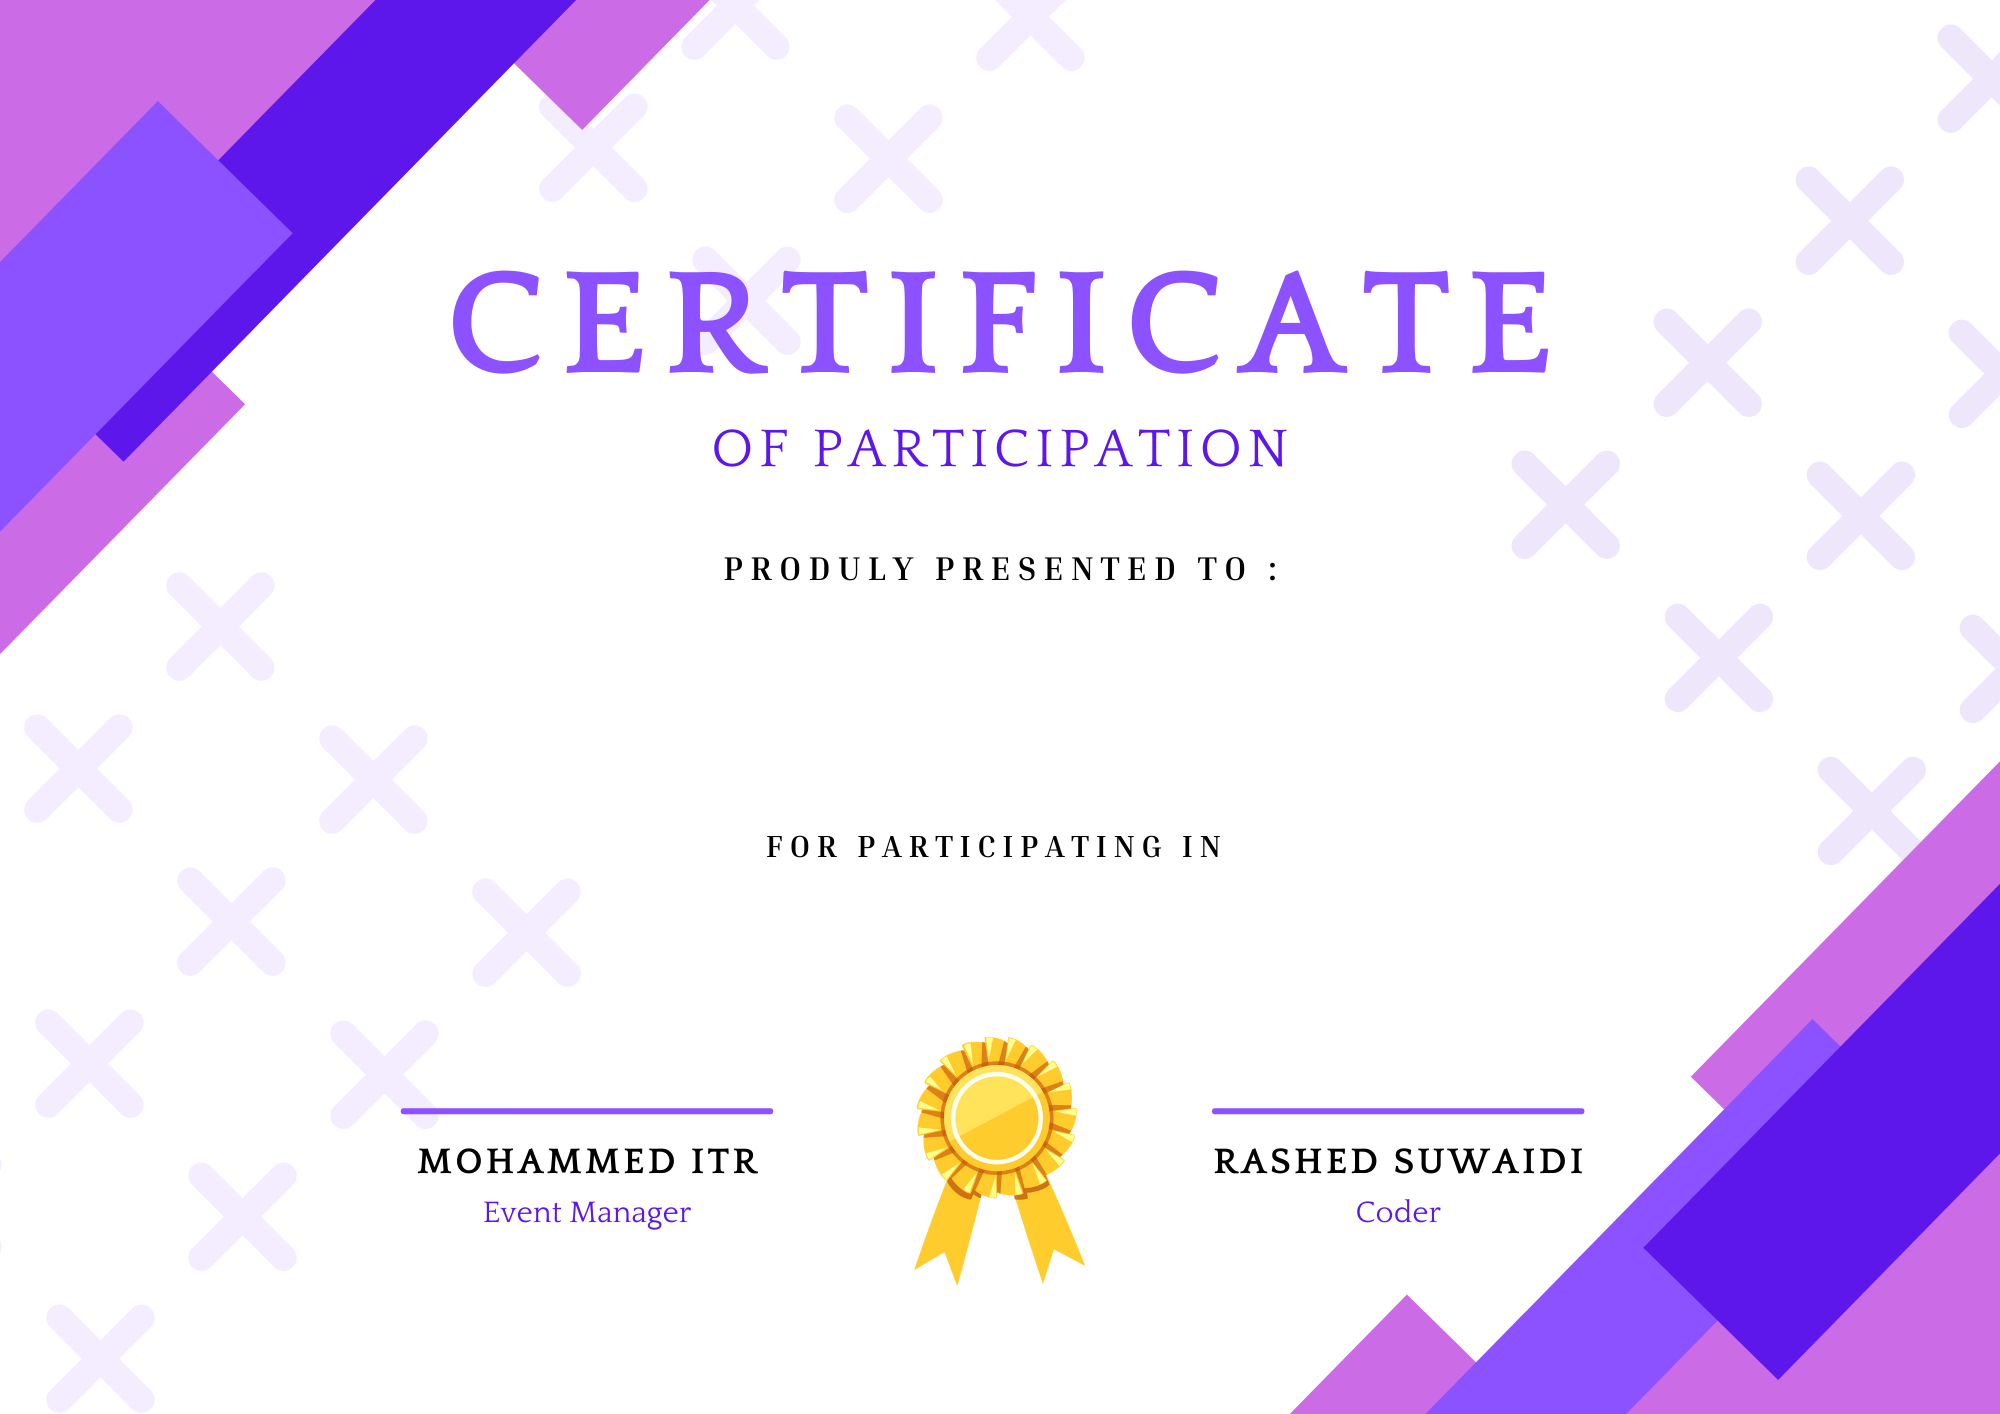 CERTIFICATE
OF PARTICIPATION
PRODULY PRESENTED TO :
FOR PARTICIPATING IN
MOHAMMED ITR
Event Manager
RASHED SUWAIDI
Coder